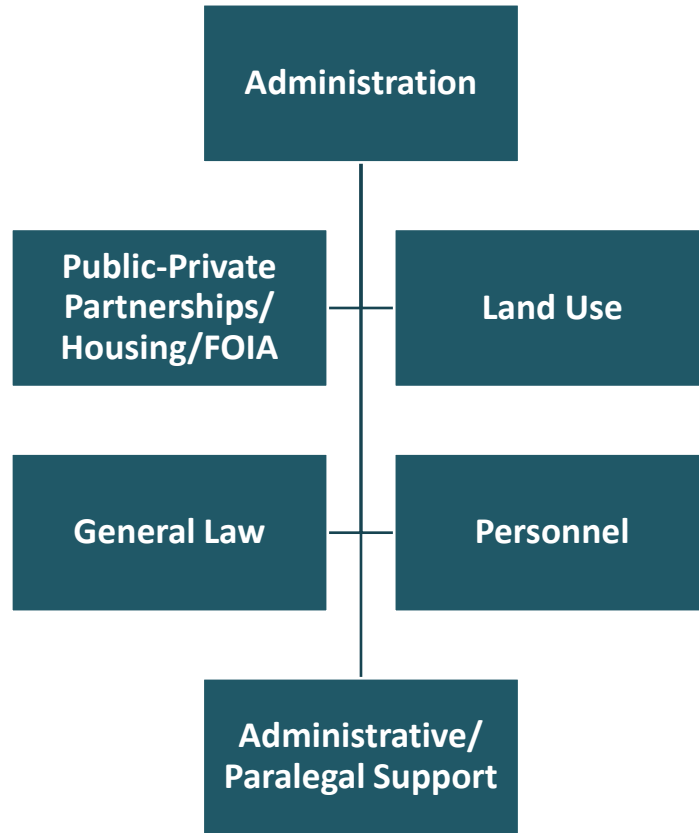 Administration
Public-Private
Partnerships/
Housing/FOIA
Land Use
General Law
Personnel
Administrative/
Paralegal Support